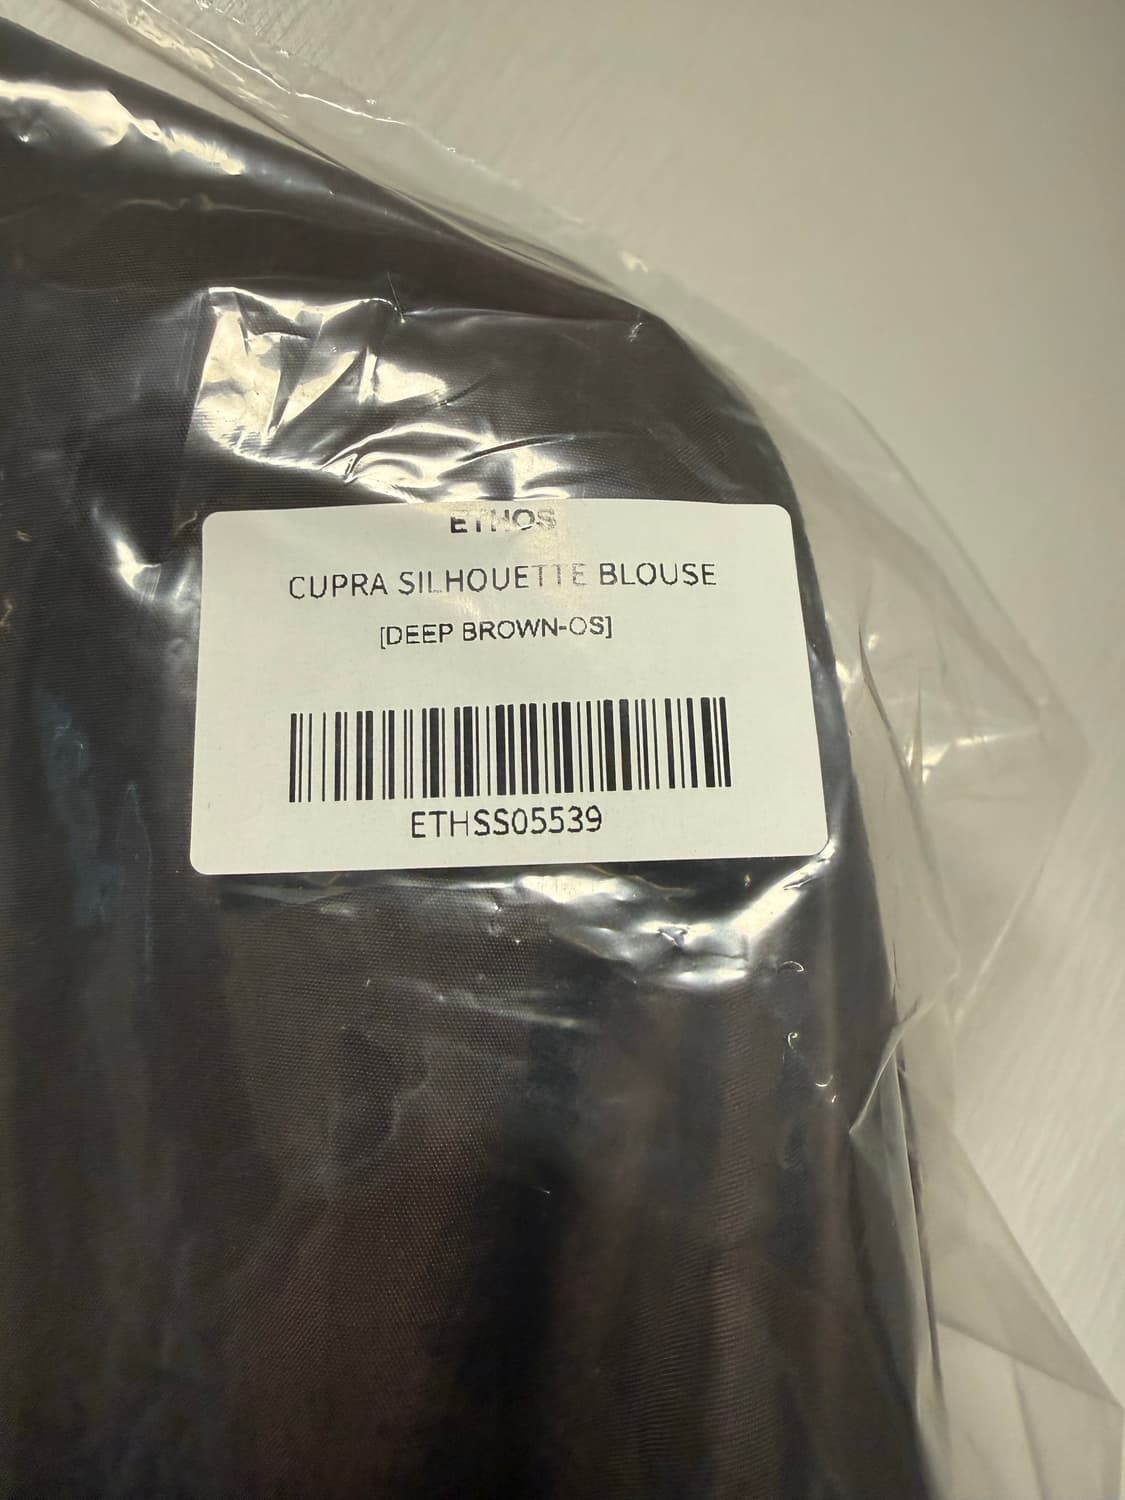 ETHOS
CUPRA SILHOUETTE BLOUSE
[DEEP BROWN-OS]
ETHSS05539